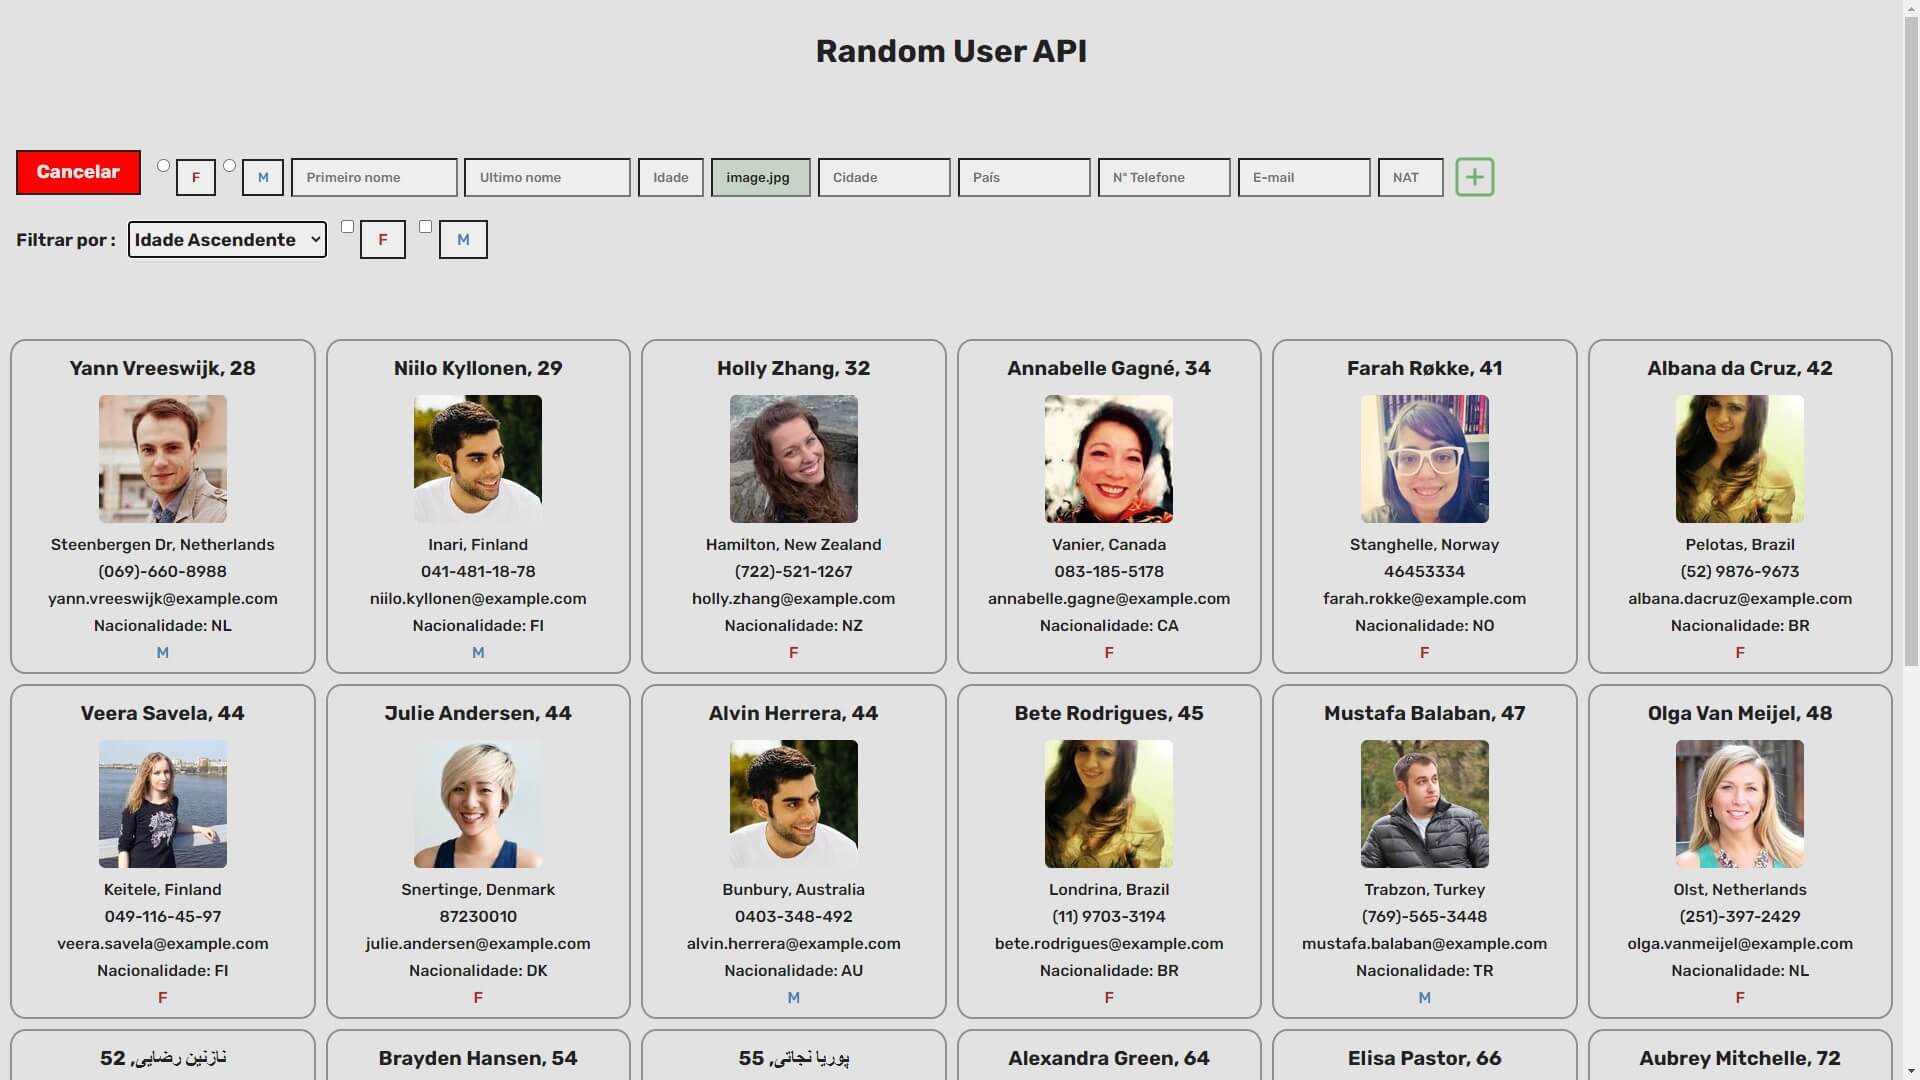 Random User API
Cancelar F M Primeiro nome Ultimo nome Idade image.jpg Cidade País N° Telefone E-mail NAT
Filtrar por : Idade Ascendente F M
Yann Vreeswijk, 28
Steenbergen Dr, Netherlands
(069)-660-8988
yann.vreeswijk@example.com
Nacionalidade: NL
M
Niilo Kyllonen, 29
Inari, Finland
041-481-18-78
niilo.kyllonen@example.com
Nacionalidade: FI
M
Holly Zhang, 32
Hamilton, New Zealand
(722)-521-1267
holly.zhang@example.com
Nacionalidade: NZ
F
Annabelle Gagné, 34
Vanier, Canada
083-185-5178
annabelle.gagne@example.com
Nacionalidade: CA
F
Farah Røkke, 41
Stanghelle, Norway
46453334
farah.rokke@example.com
Nacionalidade: NO
F
Albana da Cruz, 42
Pelotas, Brazil
(52) 9876-9673
albana.dacruz@example.com
Nacionalidade: BR
F
Veera Savela, 44
Keitele, Finland
049-116-45-97
veera.savela@example.com
Nacionalidade: FI
F
Julie Andersen, 44
Snertinge, Denmark
87230010
julie.andersen@example.com
Nacionalidade: DK
F
Alvin Herrera, 44
Bunbury, Australia
0403-348-492
alvin.herrera@example.com
Nacionalidade: AU
M
Bete Rodrigues, 45
Londrina, Brazil
(11) 9703-3194
bete.rodrigues@example.com
Nacionalidade: BR
F
Mustafa Balaban, 47
Trabzon, Turkey
(769)-565-3448
mustafa.balaban@example.com
Nacionalidade: TR
M
Olga Van Meijel, 48
Olst, Netherlands
(251)-397-2429
olga.vanmeijel@example.com
Nacionalidade: NL
F
نازنین رضایی, 52
Brayden Hansen, 54
پوریا نجاتی, 55
Alexandra Green, 64
Elisa Pastor, 66
Aubrey Mitchelle, 72